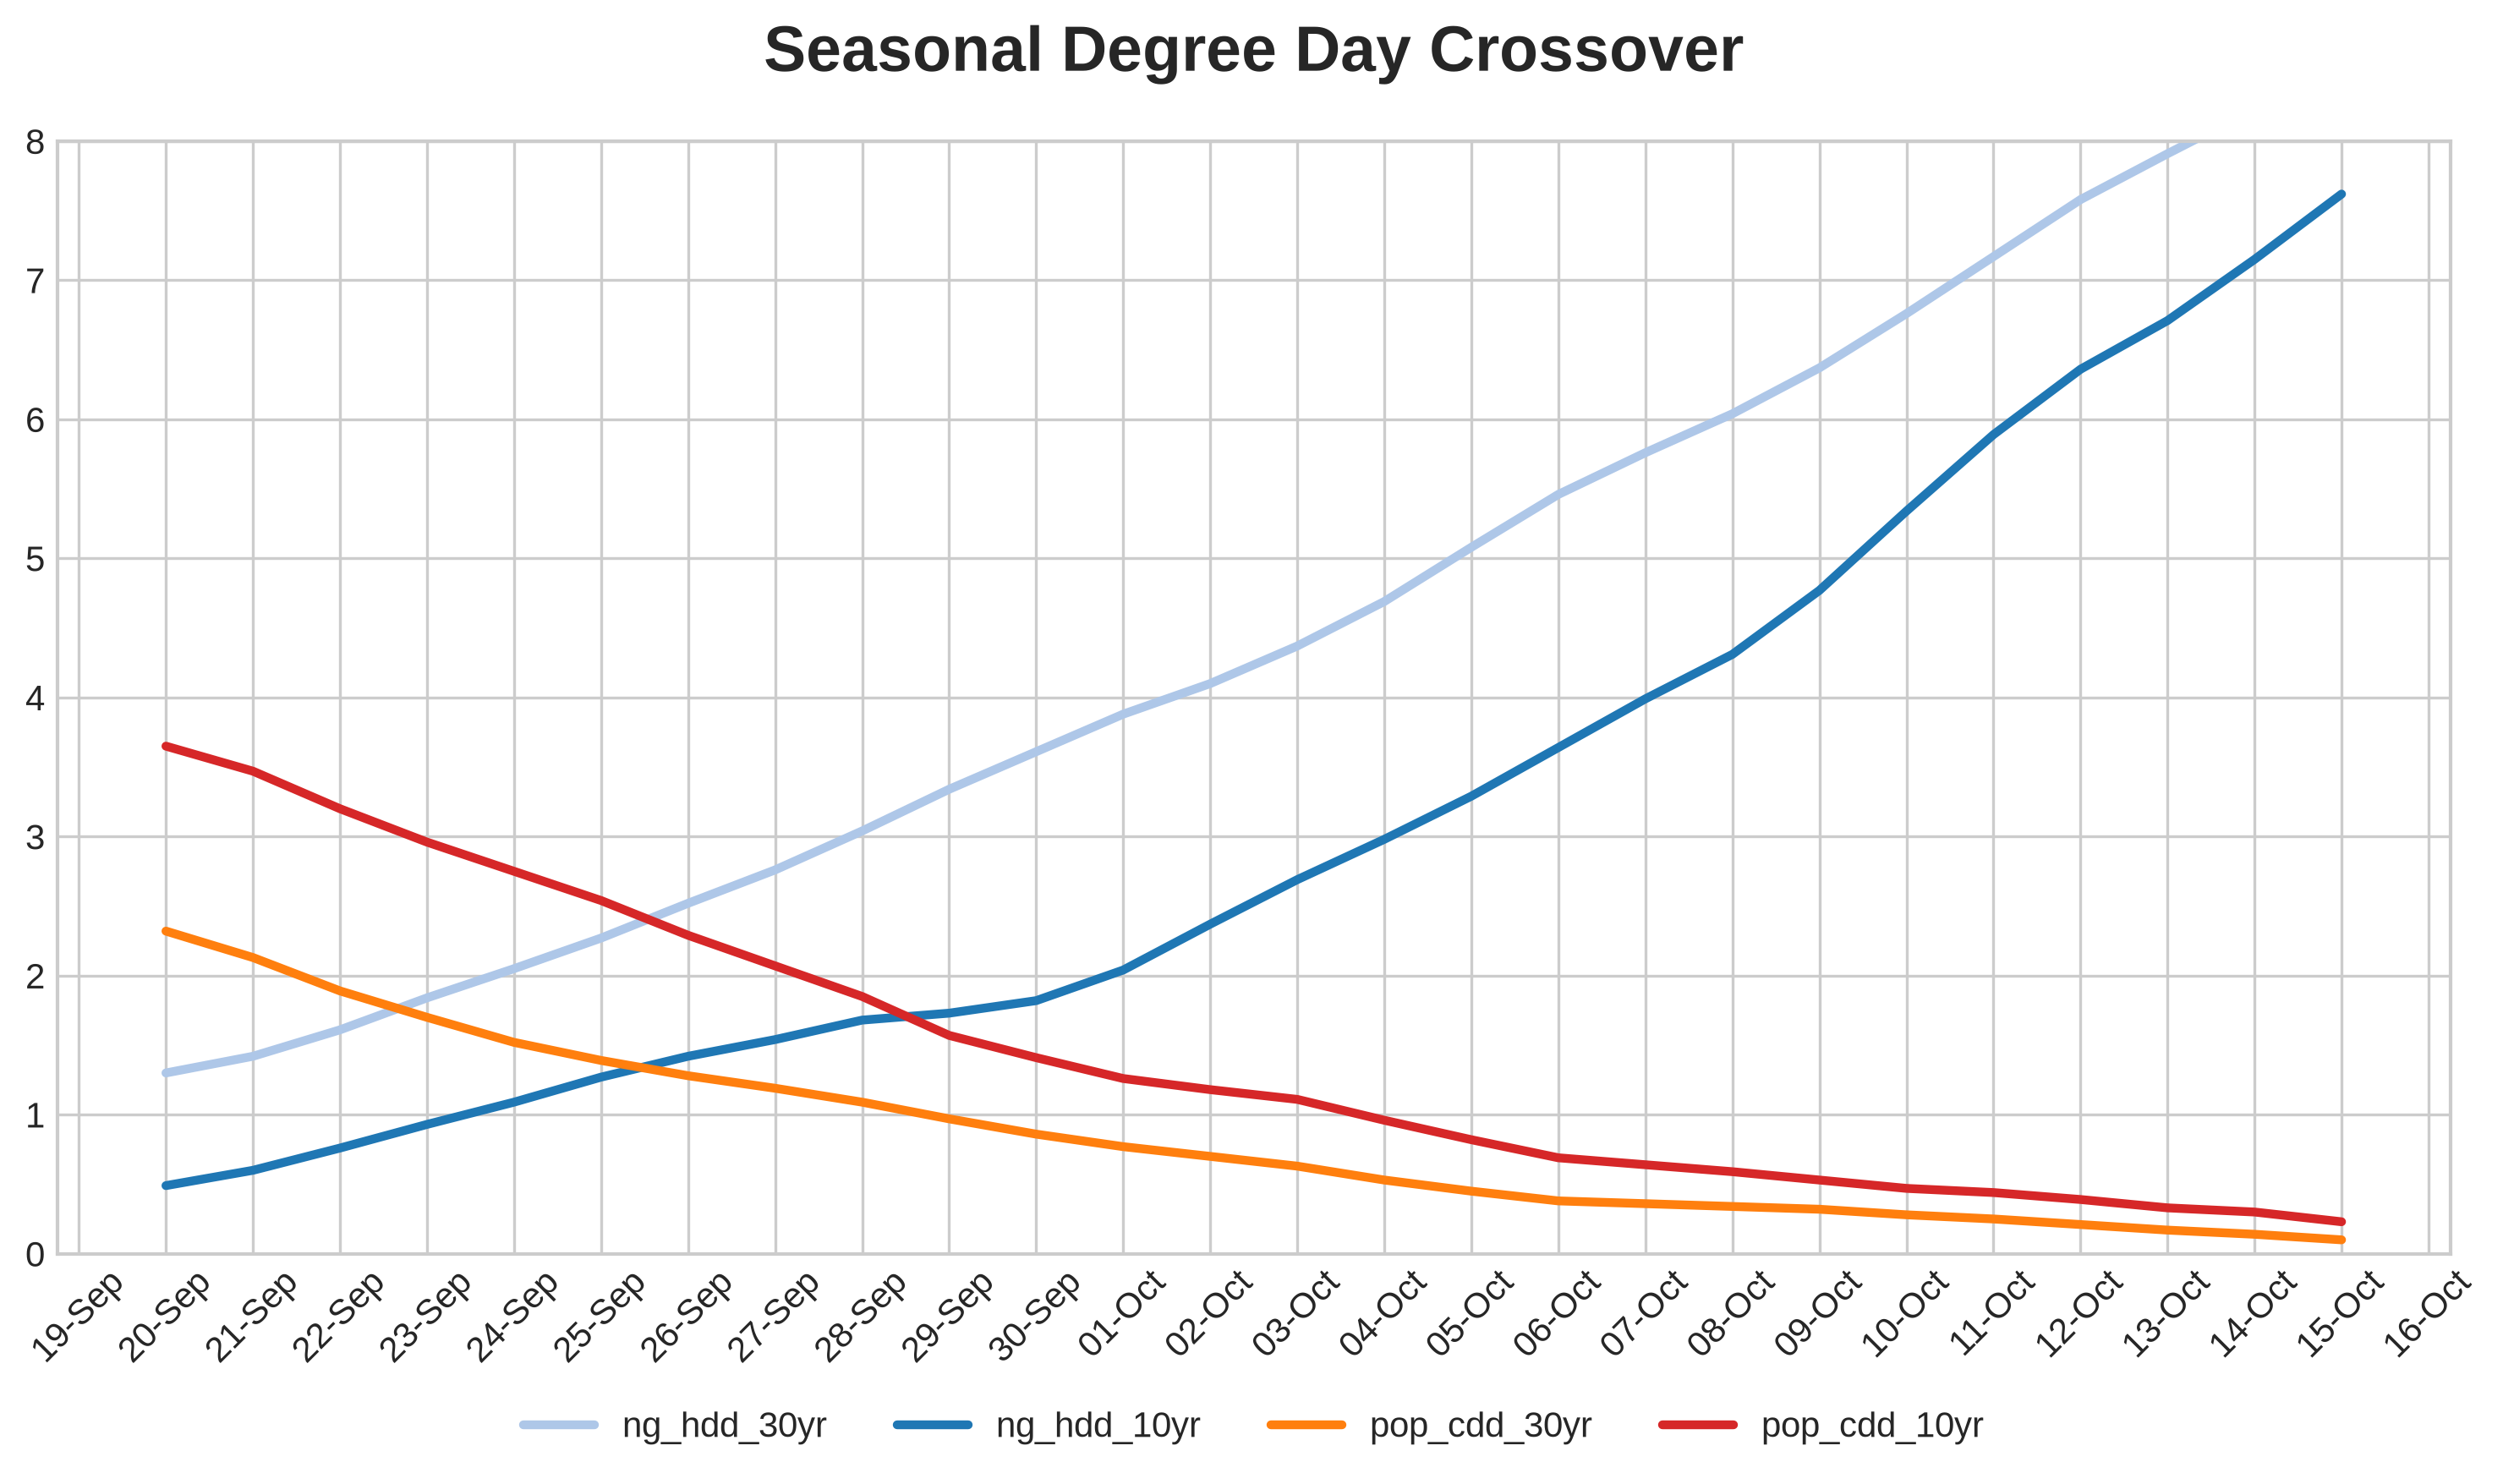 Seasonal Degree Day Crossover
8
7
6
5
4
3
2
1
0
19-Sep
20-Sep
21-Sep
22-Sep
23-Sep
24-Sep
25-Sep
26-Sep
27-Sep
28-Sep
29-Sep
30-Sep
01-Oct
02-Oct
03-Oct
04-Oct
05-Oct
06-Oct
07-Oct
08-Oct
09-Oct
10-Oct
11-Oct
12-Oct
13-Oct
14-Oct
15-Oct
16-Oct
ng_hdd_30yr ng_hdd_10yr pop_cdd_30yr pop_cdd_10yr